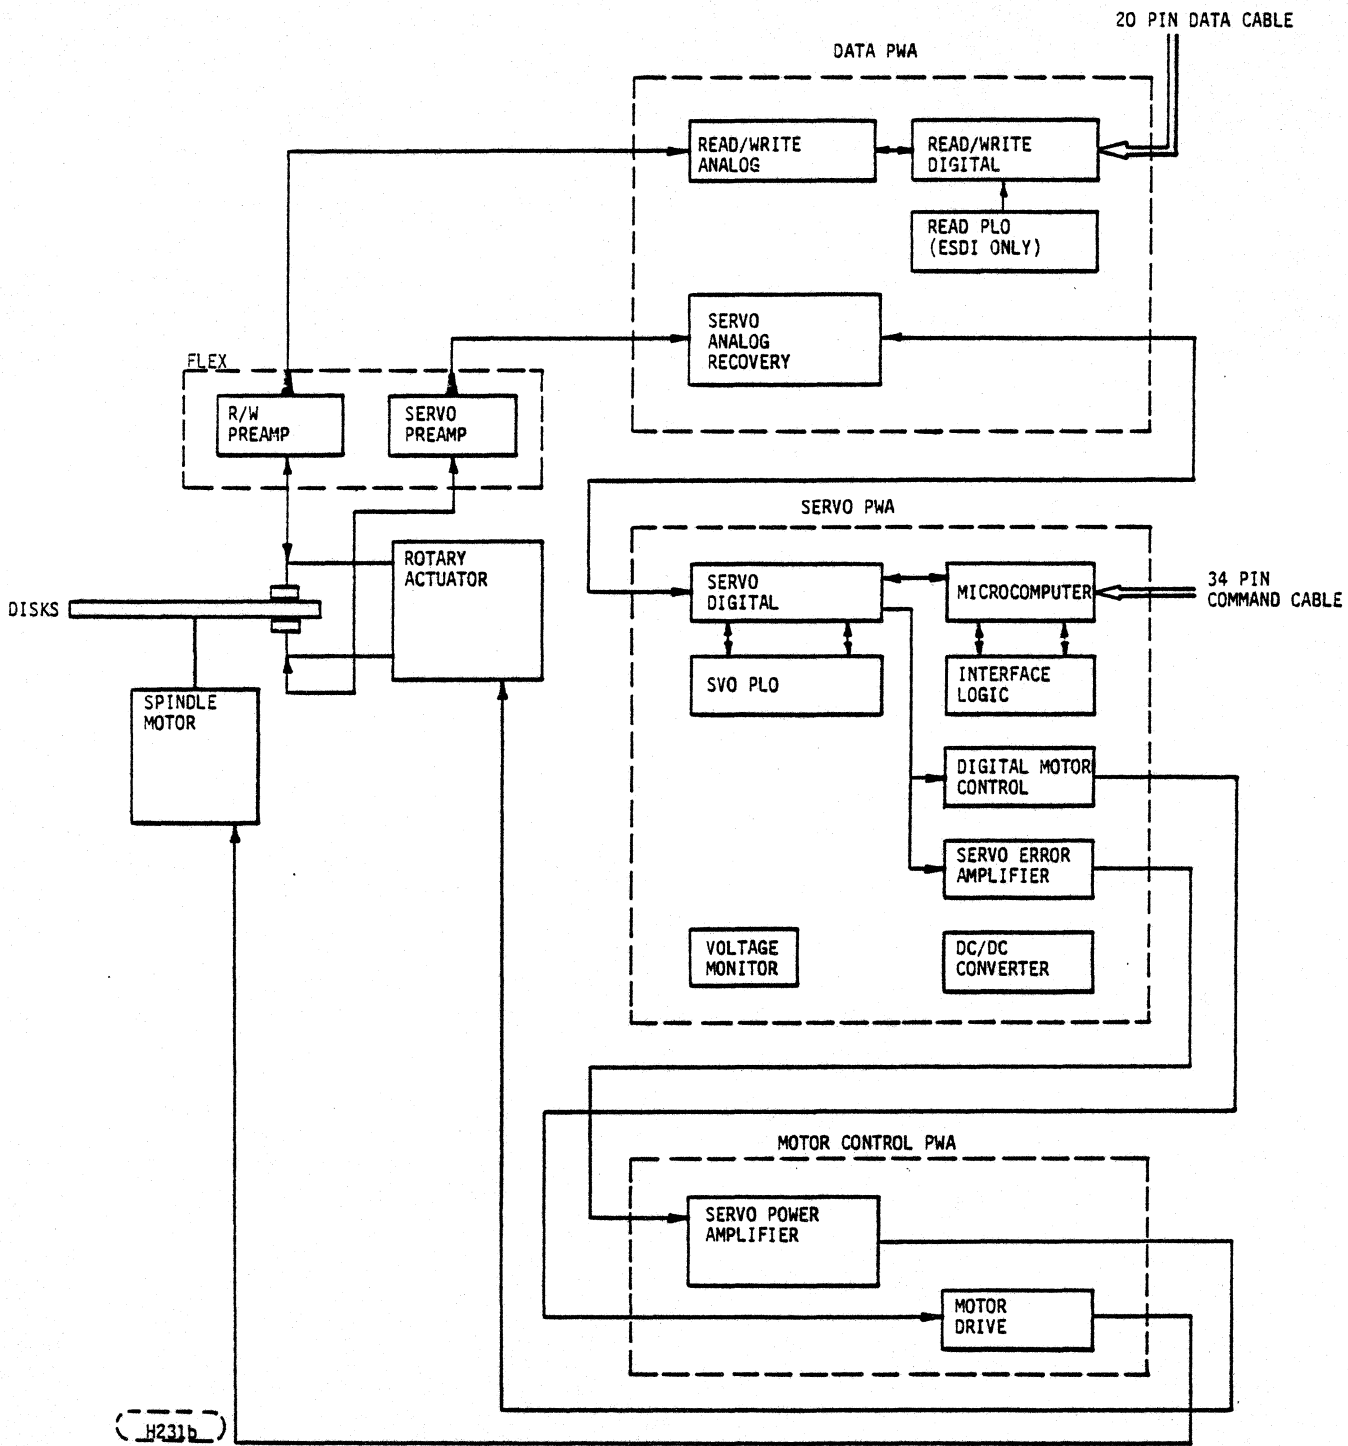 20 PIN DATA CABLE
DATA PWA
READ/WRITE
ANALOG
READ/WRITE
DIGITAL
READ PLO
(ESDI ONLY)
SERVO
ANALOG
RECOVERY
FLEX
R/W
PREAMP
SERVO
PREAMP
SERVO PWA
ROTARY
ACTUATOR
DISKS
SERVO
DIGITAL
MICROCOMPUTER
34 PIN
COMMAND CABLE
SVO PLO
INTERFACE
LOGIC
SPINDLE
MOTOR
DIGITAL MOTOR
CONTROL
SERVO ERROR
AMPLIFIER
VOLTAGE
MONITOR
DC/DC
CONVERTER
MOTOR CONTROL PWA
SERVO POWER
AMPLIFIER
MOTOR
DRIVE
H231b